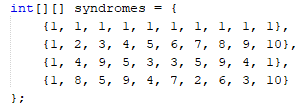 int[][] syndromes = {
{1, 1, 1, 1, 1, 1, 1, 1, 1, 1},
{1, 2, 3, 4, 5, 6, 7, 8, 9, 10},
{1, 4, 9, 5, 3, 3, 5, 9, 4, 1},
{1, 8, 5, 9, 4, 7, 2, 6, 3, 10}
};